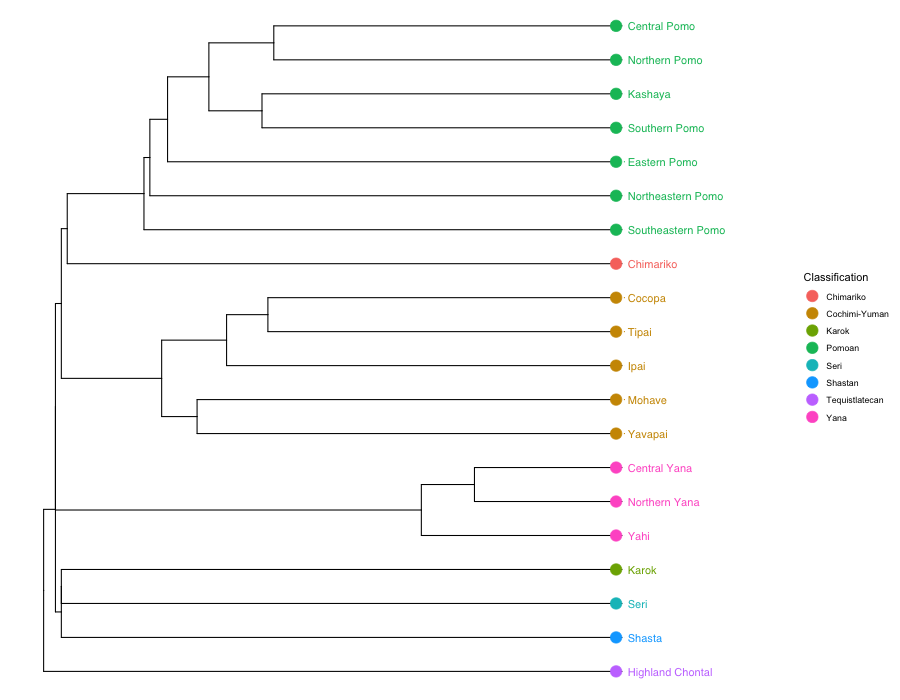 Central Pomo
Northern Pomo
Kashaya
Southern Pomo
Eastern Pomo
Northeastern Pomo
Southeastern Pomo
Chimariko
Cocopa
Tipai
Ipai
Mohave
Yavapai
Central Yana
Northern Yana
Yahi
Karok
Seri
Shasta
Highland Chontal
Classification
Chimariko
Cochimi-Yuman
Karok
Pomoan
Seri
Shastan
Tequistlatecan
Yana